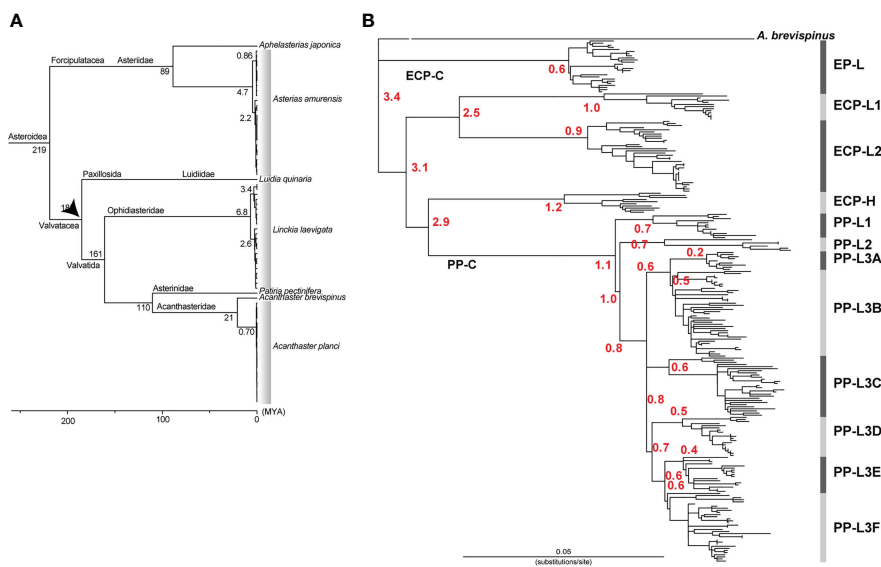 A
B
Aphelasterias japonica
Forcipulatacea
Asteriidae
0.86
89
4.7
Asterias amurensis
2.2
Asteroidea
219
Paxillosida
Luidiidae
Luidia quinaria
3.4
18
Ophidiasteridae
6.8
Valvatacea
Linckia laevigata
2.6
161
Valvatida
Asterinidae
Patiria pectinifera
Acanthaster brevispinus
110
Acanthasteridae
21
0.70
Acanthaster planci
(MYA)
200
0
A. brevispinus
EP-L
0.6
ECP-C
3.4
2.5
1.0
ECP-L1
0.9
ECP-L2
3.1
ECP-H
1.2
2.9
PP-L1
0.7
PP-L2
0.7
PP-C
1.1
0.2
PP-L3A
0.6
0.5
1.0
PP-L3B
0.8
0.6
PP-L3C
0.8
0.5
PP-L3D
0.7
0.4
0.6
PP-L3E
0.6
PP-L3F
0.05
(substitutions/site)